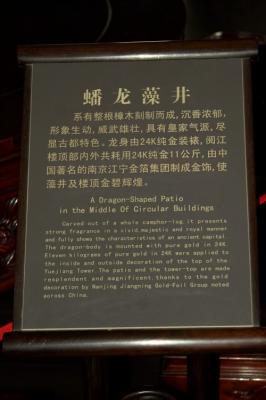 蟠龙藻井
系有整根樟木刻制而成,沉香浓郁,
形象生动,威武雄壮,具有皇家气派,尽
显古都特色。龙身由24K纯金装裱,阅江
楼顶部内外共耗用24K纯金11公斤,由中
国著名的南京江宁金箔集团制成金饰,使
藻井及楼顶金碧辉煌。
A Dragon-Shaped Patio
in the Middle Of Circular Buildings
Carved out of a whole camphor-log, it presents
strong fragrance in a vivid,majestic and royal manner
and fully shows the characteristics of an ancient capital.
The dragon-body is mounted with pure gold in 24K.
Eleven kilograms of pure gold in 24K were applied to
the inside and outside decoration of the top of the
Yuejiang Tower.The patio and the tower-top are made
resplendent and magnificent thanks to the gold
decoration by Nanjing Jiangning Gold-Foil Group noted
across China.